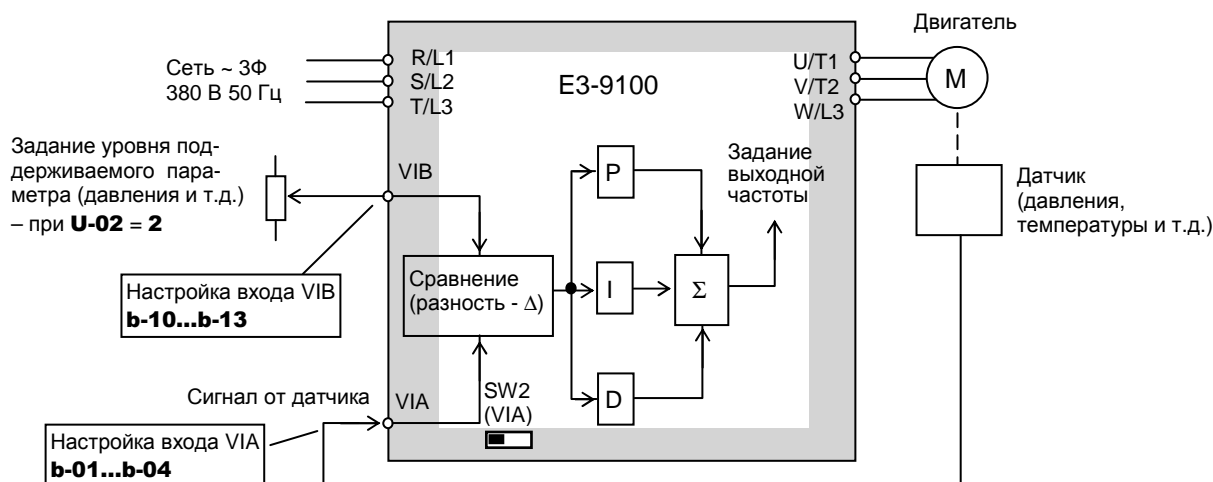 Двигатель
Сеть ~ 3Ф
380 В 50 Гц
R/L1
S/L2
T/L3
E3-9100
U/T1
V/T2
W/L3
M
Задание уровня под-
держиваемого пара-
метра (давления и т.д.)
– при U-02 = 2
VIB
P
Задание
выходной
частоты
Датчик
(давления,
температуры и т.д.)
Настройка входа VIB
b-10...b-13
Сравнение
(разность - Δ)
I
Σ
Сигнал от датчика
VIA
SW2
(VIA)
D
Настройка входа VIA
b-01...b-04